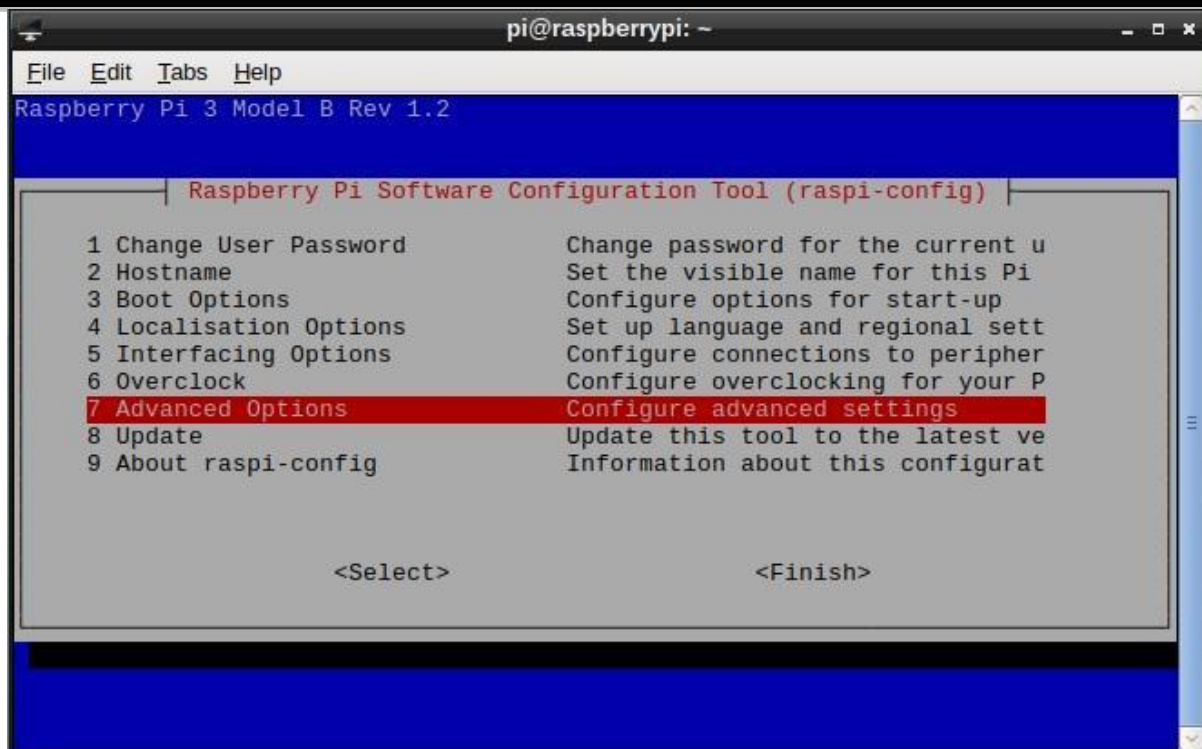 pi@raspberrypi: ~
File Edit Tabs Help
Raspberry Pi 3 Model B Rev 1.2
Raspberry Pi Software Configuration Tool (raspi-config)
1 Change User Password Change password for the current u
2 Hostname Set the visible name for this Pi
3 Boot Options Configure options for start-up
4 Localisation Options Set up language and regional sett
5 Interfacing Options Configure connections to peripher
6 Overclock Configure overclocking for your P
7 Advanced Options Configure advanced settings
8 Update Update this tool to the latest ve
9 About raspi-config Information about this configurat
<Select> <Finish>